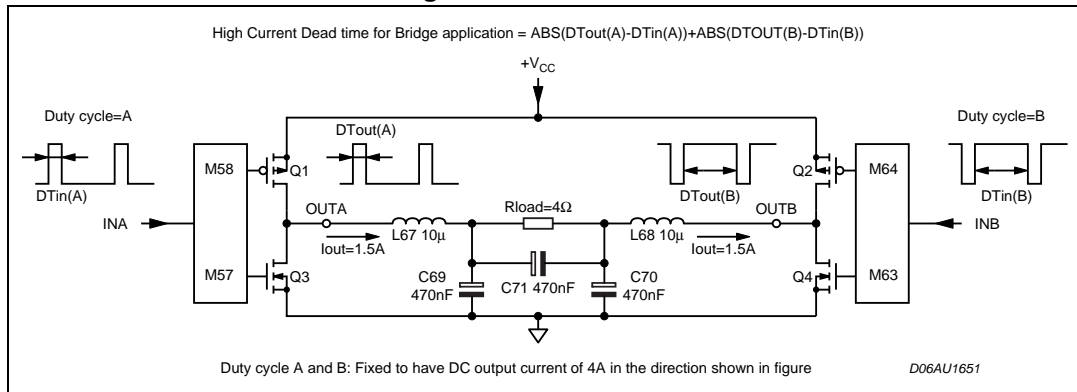 High Current Dead time for Bridge application = ABS(DTout(A)-DTin(A))+ABS(DTOUT(B)-DTin(B))
+VCC
Duty cycle=A
DTin(A)
INA
M58
M57
Q1
Q3
DTout(A)
OUTA
Iout=1.5A
L67 10µ
Rload=4Ω
C69
470nF
C71 470nF
C70
470nF
L68 10µ
Iout=1.5A
DTout(B)
OUTB
Q2
Q4
M64
M63
Duty cycle=B
DTin(B)
INB
Duty cycle A and B: Fixed to have DC output current of 4A in the direction shown in figure
D06AU1651